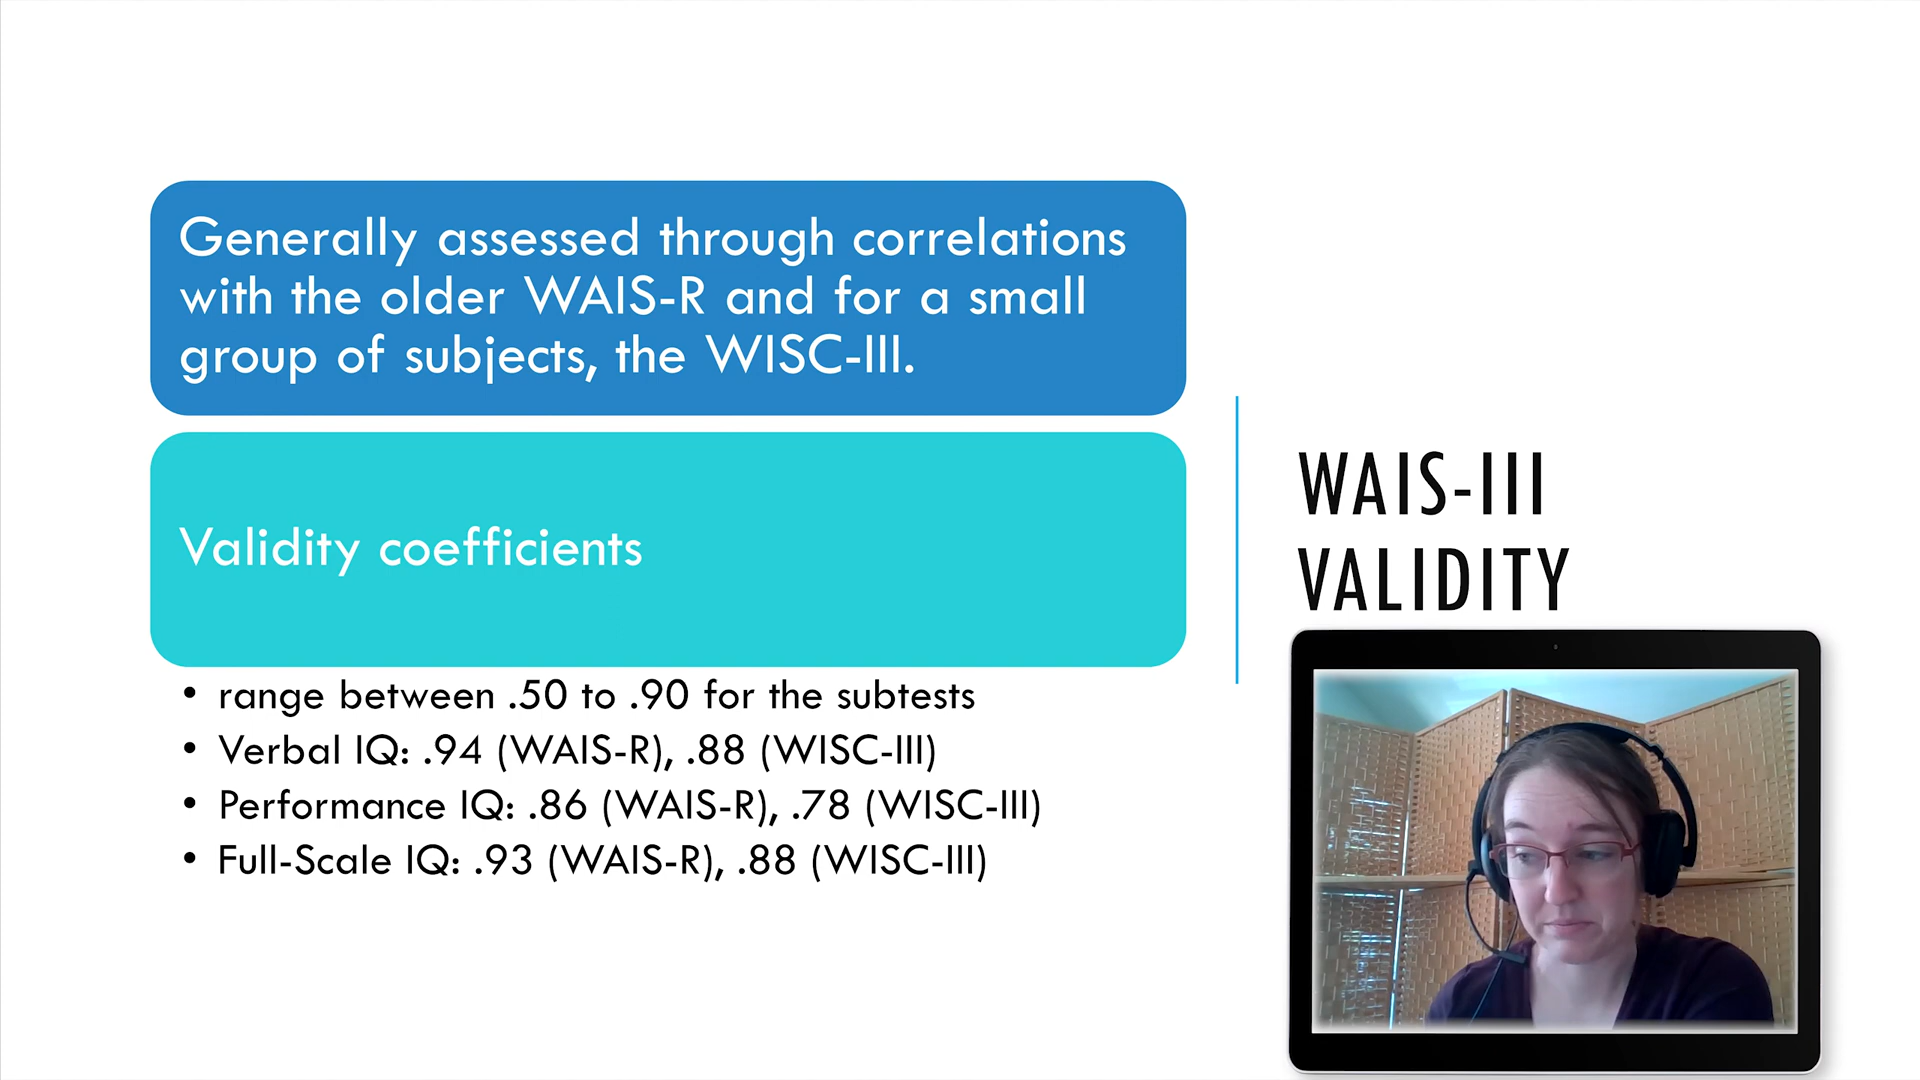 Generally assessed through correlations
with the older WAIS-R and for a small
group of subjects, the WISC-III.
Validity coefficients
• range between .50 to .90 for the subtests
• Verbal IQ: .94 (WAIS-R), .88 (WISC-III)
• Performance IQ: .86 (WAIS-R), .78 (WISC-III)
• Full-Scale IQ: .93 (WAIS-R), .88 (WISC-III)
WAIS-III
VALIDITY